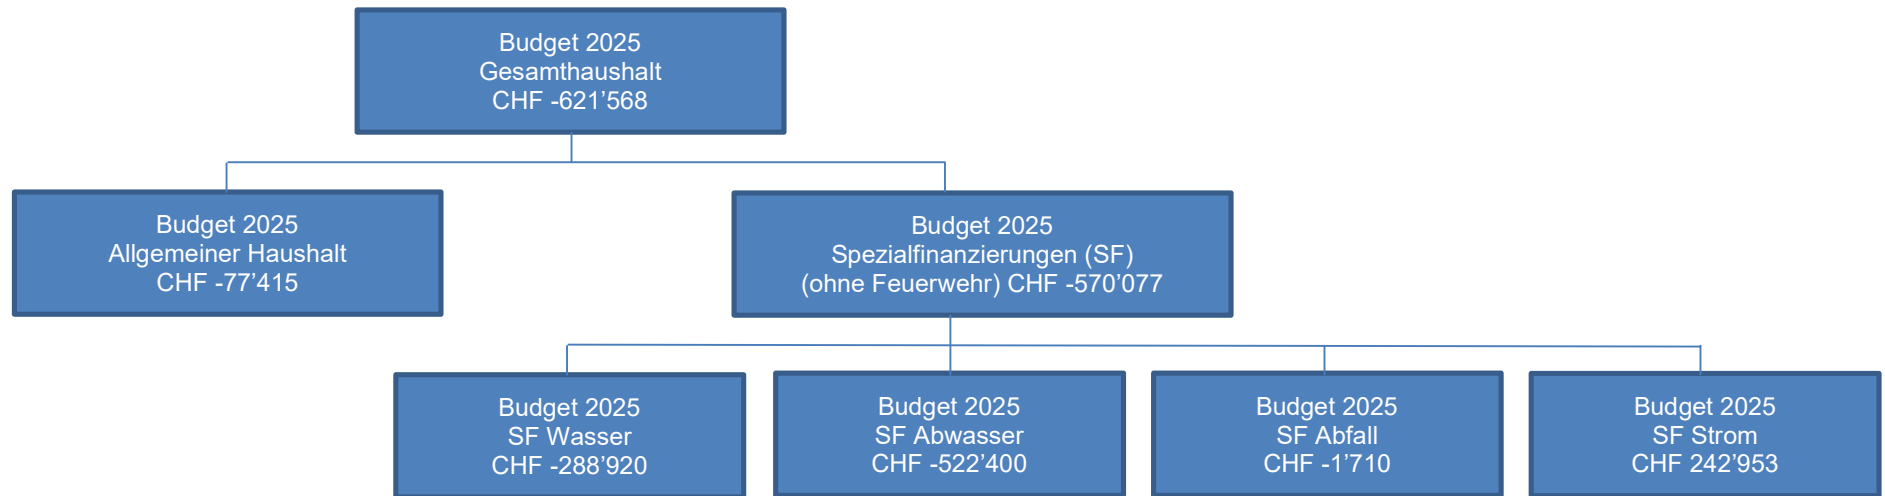 Budget 2025
Gesamthaushalt
CHF -621’568
Budget 2025
Allgemeiner Haushalt
CHF -77’415
Budget 2025
Spezialfinanzierungen (SF)
(ohne Feuerwehr) CHF -570’077
Budget 2025
SF Wasser
CHF -288’920
Budget 2025
SF Abwasser
CHF -522’400
Budget 2025
SF Abfall
CHF -1’710
Budget 2025
SF Strom
CHF 242’953